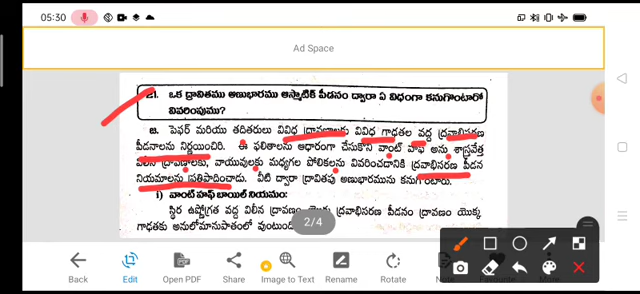 05:30
Ad Space
21. ఒక ద్రావితము అణుభారము ఆస్మాటిక్ పీడనం ద్వారా ఏ విధంగా కనుగొంటారో
వివరింపుము?
జ. పెఫర్ మరియు తదితరులు వివిధ ద్రావణాలకు వివిధ గాఢతల వద్ద ద్రవాభిసరణ
పీడనాలను నిర్ణయించిరి. ఈ ఫలితాలను ఆధారంగా చేసుకొని వాంట్ హాఫ్ అను శాస్త్రవేత్త
విలీన ద్రావణాలకు, వాయువులకు మధ్యగల పోలికలను వివరించడానికి ద్రవాభిసరణ పీడన
నియమాలను ప్రతిపాదించాడు. వీటి ద్వారా ద్రావితపు అణుభారమును కనుగొంటారు.
i) వాంట్ హాఫ్ బాయిల్ నియమం:
స్థిర ఉష్ణోగ్రత వద్ద విలీన ద్రావణం యొక్క ద్రవాభిసరణ పీడనం ద్రావణం యొక్క
గాఢతకు అనులోమానుపాతంలో వుంటుంది
2/4
Back
Edit
Open PDF
Share
Image to Text
Rename
Rotate